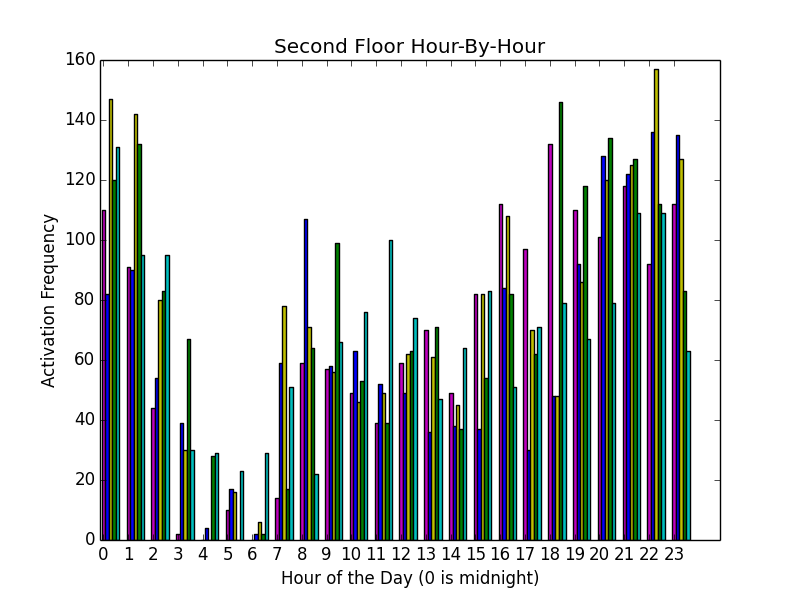 Second Floor Hour-By-Hour
160
140
120
100
80
60
40
20
0
Activation Frequency
0 1 2 3 4 5 6 7 8 9 10 11 12 13 14 15 16 17 18 19 20 21 22 23
Hour of the Day (0 is midnight)